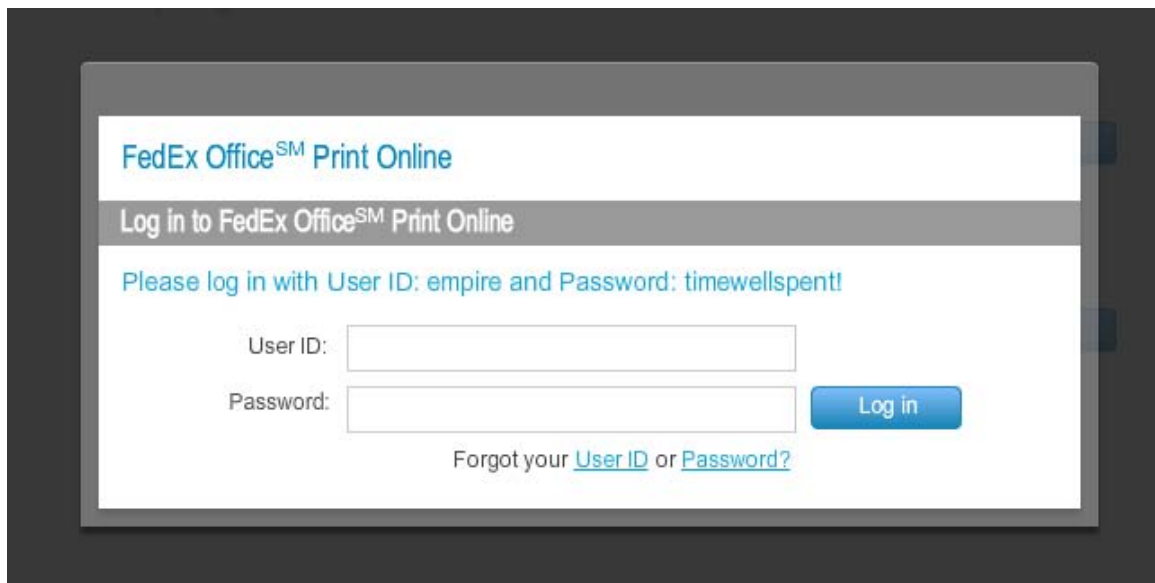 FedEx Office℠ Print Online
Log in to FedEx Office℠ Print Online
Please log in with User ID: empire and Password: timewellspent!
User ID:
Password:
Log in
Forgot your User ID or Password?